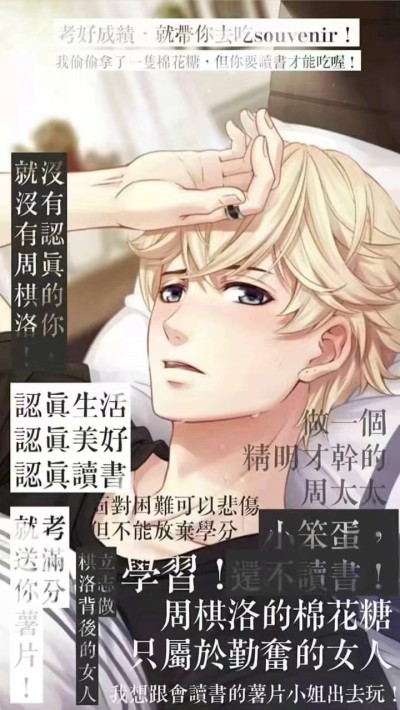 考好成績，就帶你去吃souvenir！
我偷偷拿了一隻棉花糖，但你要讀書才能吃喔！
沒有認真的你，
就沒有周棋洛！
認真生活
認真美好
認真讀書
做一個
精明才幹的
周太太
面對困難可以悲傷
但不能放棄學分
考滿分
就送你薯片！
立志做
棋洛背後的女人
小笨蛋，
還不讀書！
學習！
周棋洛的棉花糖
只屬於勤奮的女人
我想跟會讀書的薯片小姐出去玩！